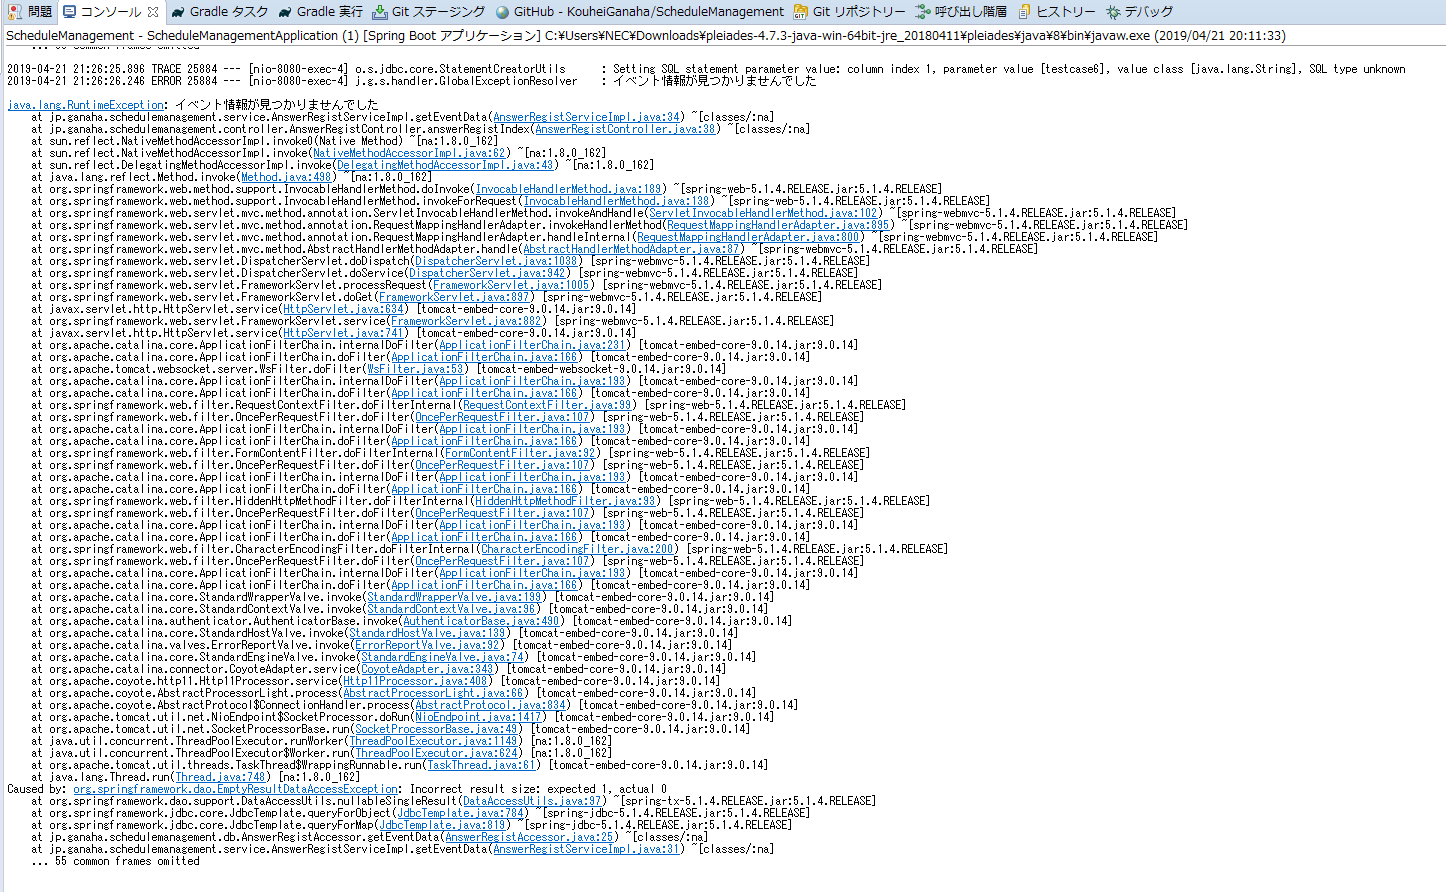 問題 コンソール Gradle タスク Gradle 実行 Git ステージング GitHub - KouheiGanaha/ScheduleManagement Git リポジトリー 呼び出し階層 ヒストリー デバッグ
ScheduleManagement - ScheduleManagementApplication (1) [Spring Boot アプリケーション] C:¥Users¥NEC¥Downloads¥pleiades-4.7.3-java-win-64bit-jre_20180411¥pleiades¥java¥8¥bin¥javaw.exe (2019/04/21 20:11:33)
2019-04-21 21:26:25.896 TRACE 25884 --- [nio-8080-exec-4] o.s.jdbc.core.StatementCreatorUtils : Setting SQL statement parameter value: column index 1, parameter value [testcase6], value class [java.lang.String], SQL type unknown
2019-04-21 21:26:26.246 ERROR 25884 --- [nio-8080-exec-4] j.g.s.handler.GlobalExceptionResolver : イベント情報が見つかりませんでした
java.lang.RuntimeException: イベント情報が見つかりませんでした
at jp.ganaha.schedulemanagement.service.AnswerRegistServiceImpl.getEventData(AnswerRegistServiceImpl.java:34) ~[classes/:na]
at jp.ganaha.schedulemanagement.controller.AnswerRegistController.answerRegistIndex(AnswerRegistController.java:38) ~[classes/:na]
at sun.reflect.NativeMethodAccessorImpl.invoke0(Native Method) ~[na:1.8.0_162]
at sun.reflect.NativeMethodAccessorImpl.invoke(NativeMethodAccessorImpl.java:62) ~[na:1.8.0_162]
at sun.reflect.DelegatingMethodAccessorImpl.invoke(DelegatingMethodAccessorImpl.java:43) ~[na:1.8.0_162]
at java.lang.reflect.Method.invoke(Method.java:498) ~[na:1.8.0_162]
at org.springframework.web.method.support.InvocableHandlerMethod.doInvoke(InvocableHandlerMethod.java:189) ~[spring-web-5.1.4.RELEASE.jar:5.1.4.RELEASE]
at org.springframework.web.method.support.InvocableHandlerMethod.invokeForRequest(InvocableHandlerMethod.java:138) ~[spring-web-5.1.4.RELEASE.jar:5.1.4.RELEASE]
at org.springframework.web.servlet.mvc.method.annotation.ServletInvocableHandlerMethod.invokeAndHandle(ServletInvocableHandlerMethod.java:102) ~[spring-webmvc-5.1.4.RELEASE.jar:5.1.4.RELEASE]
at org.springframework.web.servlet.mvc.method.annotation.RequestMappingHandlerAdapter.invokeHandlerMethod(RequestMappingHandlerAdapter.java:895) ~[spring-webmvc-5.1.4.RELEASE.jar:5.1.4.RELEASE]
at org.springframework.web.servlet.mvc.method.annotation.RequestMappingHandlerAdapter.handleInternal(RequestMappingHandlerAdapter.java:800) ~[spring-webmvc-5.1.4.RELEASE.jar:5.1.4.RELEASE]
at org.springframework.web.servlet.mvc.method.AbstractHandlerMethodAdapter.handle(AbstractHandlerMethodAdapter.java:87) ~[spring-webmvc-5.1.4.RELEASE.jar:5.1.4.RELEASE]
at org.springframework.web.servlet.DispatcherServlet.doDispatch(DispatcherServlet.java:1038) [spring-webmvc-5.1.4.RELEASE.jar:5.1.4.RELEASE]
at org.springframework.web.servlet.DispatcherServlet.doService(DispatcherServlet.java:942) [spring-webmvc-5.1.4.RELEASE.jar:5.1.4.RELEASE]
at org.springframework.web.servlet.FrameworkServlet.processRequest(FrameworkServlet.java:1005) [spring-webmvc-5.1.4.RELEASE.jar:5.1.4.RELEASE]
at org.springframework.web.servlet.FrameworkServlet.doGet(FrameworkServlet.java:897) [spring-webmvc-5.1.4.RELEASE.jar:5.1.4.RELEASE]
at javax.servlet.http.HttpServlet.service(HttpServlet.java:634) [tomcat-embed-core-9.0.14.jar:9.0.14]
at org.springframework.web.servlet.FrameworkServlet.service(FrameworkServlet.java:882) [spring-webmvc-5.1.4.RELEASE.jar:5.1.4.RELEASE]
at javax.servlet.http.HttpServlet.service(HttpServlet.java:741) [tomcat-embed-core-9.0.14.jar:9.0.14]
at org.apache.catalina.core.ApplicationFilterChain.internalDoFilter(ApplicationFilterChain.java:231) [tomcat-embed-core-9.0.14.jar:9.0.14]
at org.apache.catalina.core.ApplicationFilterChain.doFilter(ApplicationFilterChain.java:166) [tomcat-embed-core-9.0.14.jar:9.0.14]
at org.apache.tomcat.websocket.server.WsFilter.doFilter(WsFilter.java:53) [tomcat-embed-websocket-9.0.14.jar:9.0.14]
at org.apache.catalina.core.ApplicationFilterChain.internalDoFilter(ApplicationFilterChain.java:193) [tomcat-embed-core-9.0.14.jar:9.0.14]
at org.apache.catalina.core.ApplicationFilterChain.doFilter(ApplicationFilterChain.java:166) [tomcat-embed-core-9.0.14.jar:9.0.14]
at org.springframework.web.filter.RequestContextFilter.doFilterInternal(RequestContextFilter.java:99) [spring-web-5.1.4.RELEASE.jar:5.1.4.RELEASE]
at org.springframework.web.filter.OncePerRequestFilter.doFilter(OncePerRequestFilter.java:107) [spring-web-5.1.4.RELEASE.jar:5.1.4.RELEASE]
at org.apache.catalina.core.ApplicationFilterChain.internalDoFilter(ApplicationFilterChain.java:193) [tomcat-embed-core-9.0.14.jar:9.0.14]
at org.apache.catalina.core.ApplicationFilterChain.doFilter(ApplicationFilterChain.java:166) [tomcat-embed-core-9.0.14.jar:9.0.14]
at org.springframework.web.filter.FormContentFilter.doFilterInternal(FormContentFilter.java:92) [spring-web-5.1.4.RELEASE.jar:5.1.4.RELEASE]
at org.springframework.web.filter.OncePerRequestFilter.doFilter(OncePerRequestFilter.java:107) [spring-web-5.1.4.RELEASE.jar:5.1.4.RELEASE]
at org.apache.catalina.core.ApplicationFilterChain.internalDoFilter(ApplicationFilterChain.java:193) [tomcat-embed-core-9.0.14.jar:9.0.14]
at org.apache.catalina.core.ApplicationFilterChain.doFilter(ApplicationFilterChain.java:166) [tomcat-embed-core-9.0.14.jar:9.0.14]
at org.springframework.web.filter.HiddenHttpMethodFilter.doFilterInternal(HiddenHttpMethodFilter.java:93) [spring-web-5.1.4.RELEASE.jar:5.1.4.RELEASE]
at org.springframework.web.filter.OncePerRequestFilter.doFilter(OncePerRequestFilter.java:107) [spring-web-5.1.4.RELEASE.jar:5.1.4.RELEASE]
at org.apache.catalina.core.ApplicationFilterChain.internalDoFilter(ApplicationFilterChain.java:193) [tomcat-embed-core-9.0.14.jar:9.0.14]
at org.apache.catalina.core.ApplicationFilterChain.doFilter(ApplicationFilterChain.java:166) [tomcat-embed-core-9.0.14.jar:9.0.14]
at org.springframework.web.filter.CharacterEncodingFilter.doFilterInternal(CharacterEncodingFilter.java:200) [spring-web-5.1.4.RELEASE.jar:5.1.4.RELEASE]
at org.springframework.web.filter.OncePerRequestFilter.doFilter(OncePerRequestFilter.java:107) [spring-web-5.1.4.RELEASE.jar:5.1.4.RELEASE]
at org.apache.catalina.core.ApplicationFilterChain.internalDoFilter(ApplicationFilterChain.java:193) [tomcat-embed-core-9.0.14.jar:9.0.14]
at org.apache.catalina.core.ApplicationFilterChain.doFilter(ApplicationFilterChain.java:166) [tomcat-embed-core-9.0.14.jar:9.0.14]
at org.apache.catalina.core.StandardWrapperValve.invoke(StandardWrapperValve.java:199) [tomcat-embed-core-9.0.14.jar:9.0.14]
at org.apache.catalina.core.StandardContextValve.invoke(StandardContextValve.java:96) [tomcat-embed-core-9.0.14.jar:9.0.14]
at org.apache.catalina.authenticator.AuthenticatorBase.invoke(AuthenticatorBase.java:490) [tomcat-embed-core-9.0.14.jar:9.0.14]
at org.apache.catalina.core.StandardHostValve.invoke(StandardHostValve.java:139) [tomcat-embed-core-9.0.14.jar:9.0.14]
at org.apache.catalina.valves.ErrorReportValve.invoke(ErrorReportValve.java:92) [tomcat-embed-core-9.0.14.jar:9.0.14]
at org.apache.catalina.core.StandardEngineValve.invoke(StandardEngineValve.java:74) [tomcat-embed-core-9.0.14.jar:9.0.14]
at org.apache.catalina.connector.CoyoteAdapter.service(CoyoteAdapter.java:343) [tomcat-embed-core-9.0.14.jar:9.0.14]
at org.apache.coyote.http11.Http11Processor.service(Http11Processor.java:408) [tomcat-embed-core-9.0.14.jar:9.0.14]
at org.apache.coyote.AbstractProcessorLight.process(AbstractProcessorLight.java:66) [tomcat-embed-core-9.0.14.jar:9.0.14]
at org.apache.coyote.AbstractProtocol$ConnectionHandler.process(AbstractProtocol.java:834) [tomcat-embed-core-9.0.14.jar:9.0.14]
at org.apache.tomcat.util.net.NioEndpoint$SocketProcessor.doRun(NioEndpoint.java:1417) [tomcat-embed-core-9.0.14.jar:9.0.14]
at org.apache.tomcat.util.net.SocketProcessorBase.run(SocketProcessorBase.java:49) [tomcat-embed-core-9.0.14.jar:9.0.14]
at java.util.concurrent.ThreadPoolExecutor.runWorker(ThreadPoolExecutor.java:1149) [na:1.8.0_162]
at java.util.concurrent.ThreadPoolExecutor$Worker.run(ThreadPoolExecutor.java:624) [na:1.8.0_162]
at org.apache.tomcat.util.threads.TaskThread$WrappingRunnable.run(TaskThread.java:61) [tomcat-embed-core-9.0.14.jar:9.0.14]
at java.lang.Thread.run(Thread.java:748) [na:1.8.0_162]
Caused by: org.springframework.dao.EmptyResultDataAccessException: Incorrect result size: expected 1, actual 0
at org.springframework.dao.support.DataAccessUtils.nullableSingleResult(DataAccessUtils.java:97) ~[spring-tx-5.1.4.RELEASE.jar:5.1.4.RELEASE]
at org.springframework.jdbc.core.JdbcTemplate.queryForObject(JdbcTemplate.java:784) ~[spring-jdbc-5.1.4.RELEASE.jar:5.1.4.RELEASE]
at org.springframework.jdbc.core.JdbcTemplate.queryForMap(JdbcTemplate.java:819) ~[spring-jdbc-5.1.4.RELEASE.jar:5.1.4.RELEASE]
at jp.ganaha.schedulemanagement.db.AnswerRegistAccessor.getEventData(AnswerRegistAccessor.java:25) ~[classes/:na]
at jp.ganaha.schedulemanagement.service.AnswerRegistServiceImpl.getEventData(AnswerRegistServiceImpl.java:31) ~[classes/:na]
... 55 common frames omitted